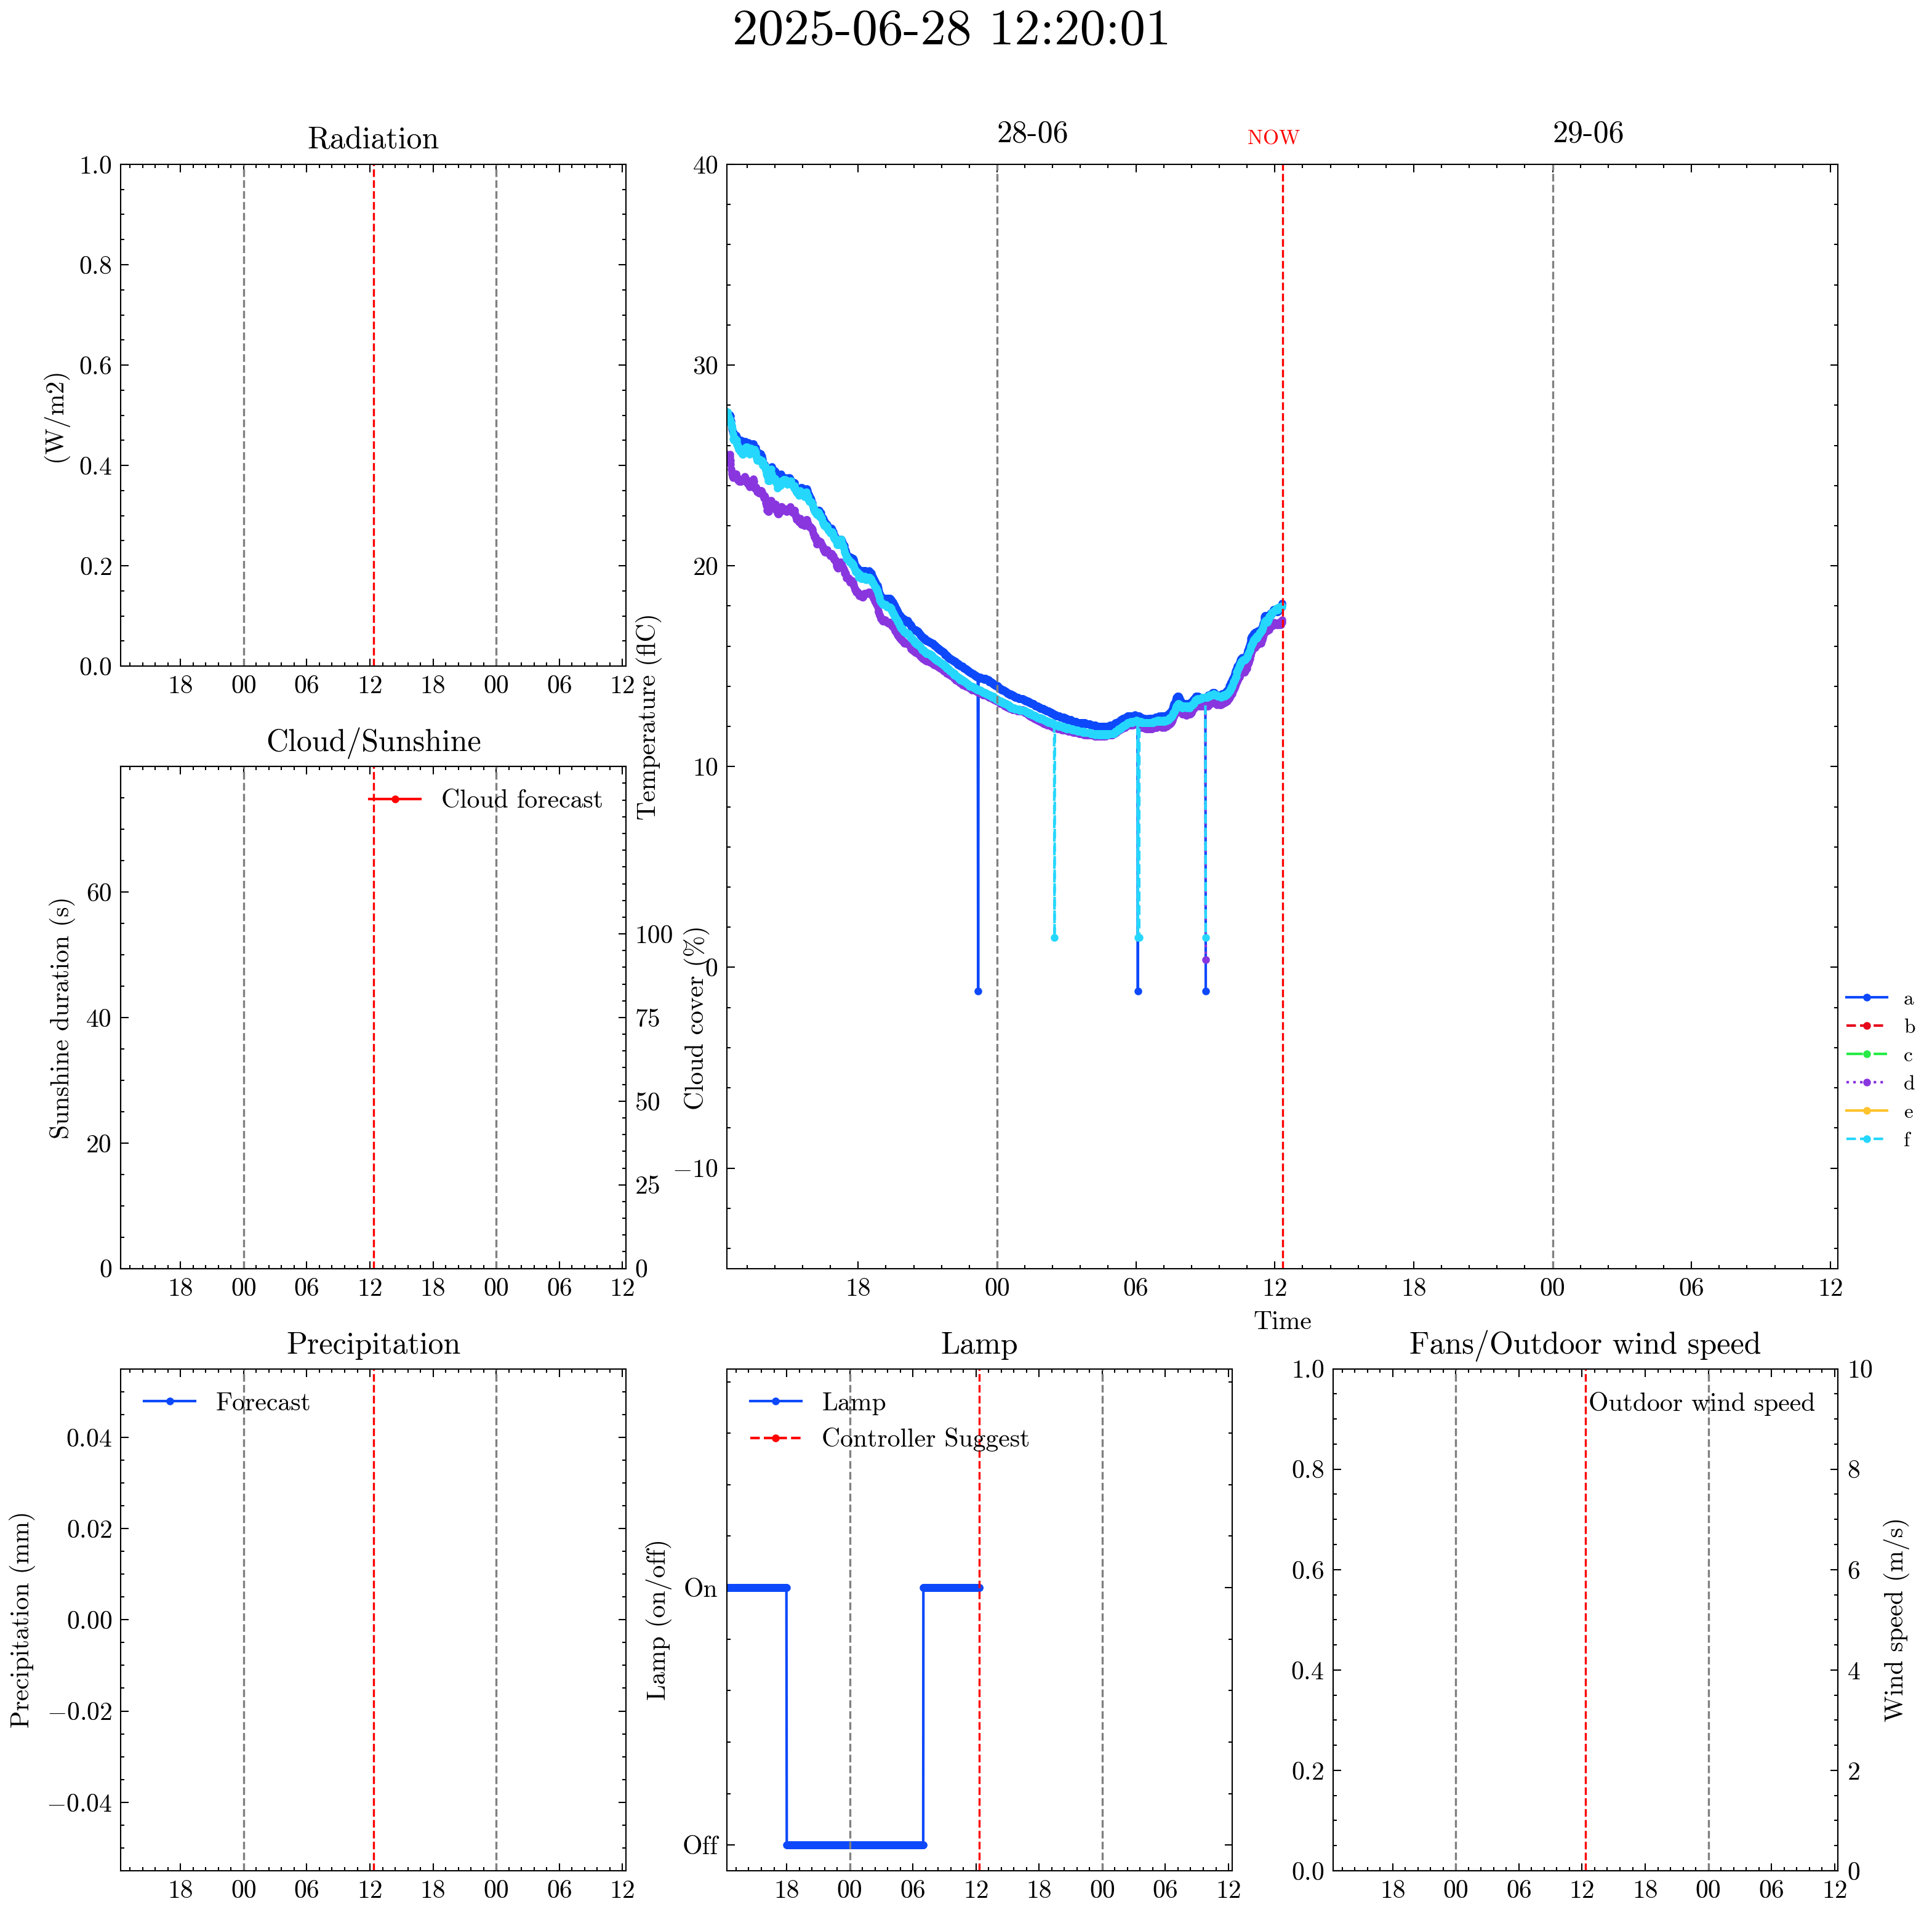 2025-06-28 12:20:01
Radiation
1.0
0.8
0.6
0.4
0.2
0.0
(W/m2)
18 00 06 12 18 00 06 12
28-06 NOW 29-06
40
30
20
10
0
−10
Temperature (flC)
18 00 06 12 18 00 06 12
Time
a
b
c
d
e
f
Cloud/Sunshine
Cloud forecast
60
40
20
0
Sunshine duration (s)
100
75
50
25
0
Cloud cover (%)
18 00 06 12 18 00 06 12
Precipitation
Forecast
0.04
0.02
0.00
−0.02
−0.04
Precipitation (mm)
18 00 06 12 18 00 06 12
Lamp
Lamp
Controller Suggest
On
Off
Lamp (on/off)
18 00 06 12 18 00 06 12
Fans/Outdoor wind speed
Outdoor wind speed
1.0
0.8
0.6
0.4
0.2
0.0
10
8
6
4
2
0
Wind speed (m/s)
18 00 06 12 18 00 06 12